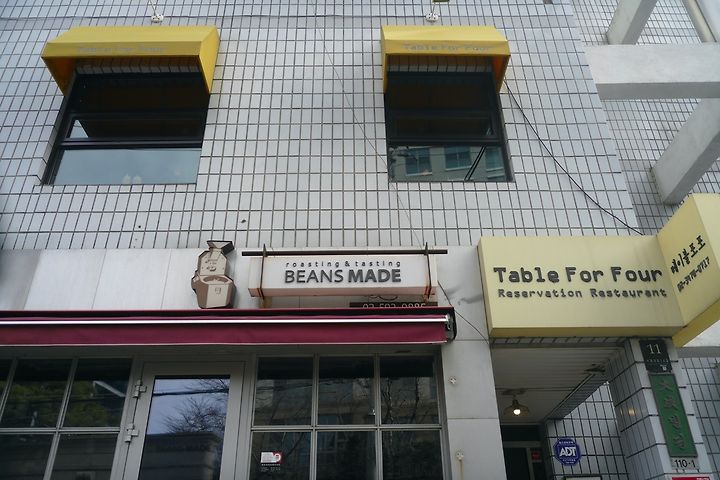 Table For Four
Table For Four
roasting & tasting
BEANS MADE
Table For Four
Reservation Restaurant
테이블포포
11
ADT
110-1